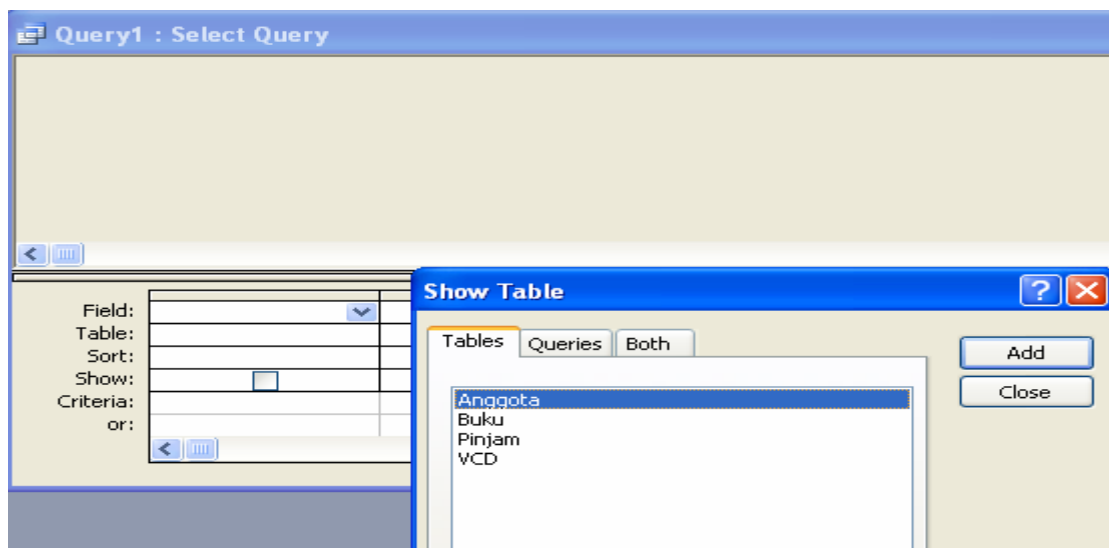 Query1 : Select Query
Field:
Table:
Sort:
Show:
Criteria:
or:
Show Table
Tables Queries Both
Anggota
Buku
Pinjam
VCD
Add
Close